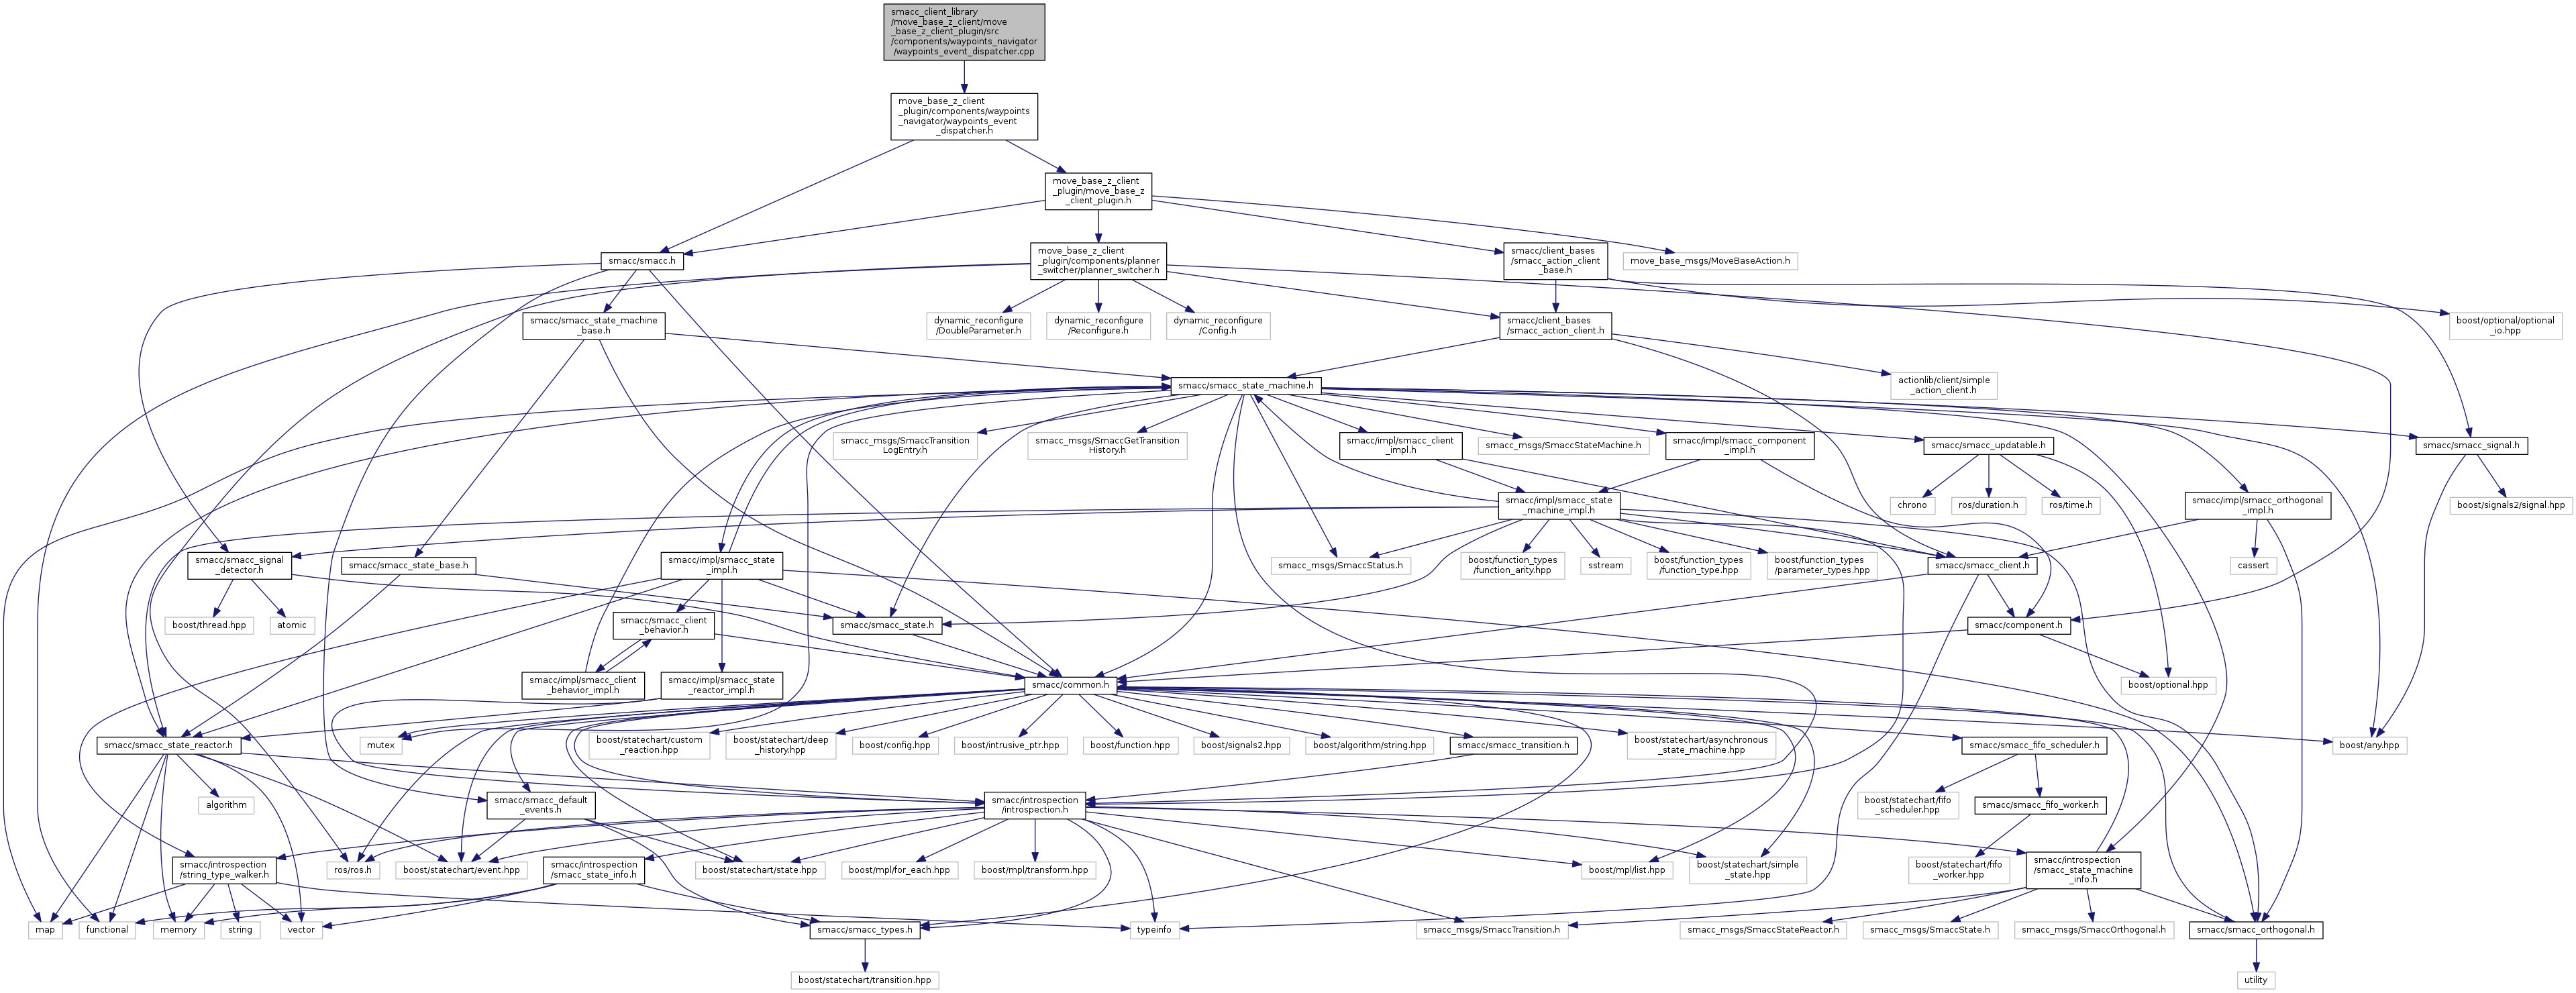 smacc_client_library
/move_base_z_client/move
_base_z_client_plugin/src
/components/waypoints_navigator
/waypoints_event_dispatcher.cpp
move_base_z_client
_plugin/components/waypoints
_navigator/waypoints_event
_dispatcher.h
move_base_z_client
_plugin/move_base_z
_client_plugin.h
smacc/smacc.h
move_base_z_client
_plugin/components/planner
_switcher/planner_switcher.h
smacc/client_bases
/smacc_action_client
_base.h
move_base_msgs/MoveBaseAction.h
smacc/smacc_state_machine
_base.h
dynamic_reconfigure
/DoubleParameter.h
dynamic_reconfigure
/Reconfigure.h
dynamic_reconfigure
/Config.h
smacc/client_bases
/smacc_action_client.h
boost/optional/optional
_io.hpp
smacc/smacc_state_machine.h
actionlib/client/simple
_action_client.h
smacc_msgs/SmaccTransition
LogEntry.h
smacc_msgs/SmaccGetTransition
History.h
smacc/impl/smacc_client
_impl.h
smacc_msgs/SmaccStateMachine.h
smacc/impl/smacc_component
_impl.h
smacc/smacc_updatable.h
smacc/smacc_signal.h
smacc/impl/smacc_state
_machine_impl.h
chrono
ros/duration.h
ros/time.h
smacc/impl/smacc_orthogonal
_impl.h
boost/signals2/signal.hpp
smacc/smacc_signal
_detector.h
smacc/smacc_state_base.h
smacc/impl/smacc_state
_impl.h
smacc_msgs/SmaccStatus.h
boost/function_types
/function_arity.hpp
sstream
boost/function_types
/function_type.hpp
boost/function_types
/parameter_types.hpp
smacc/smacc_client.h
cassert
boost/thread.hpp
atomic
smacc/smacc_client
_behavior.h
smacc/smacc_state.h
smacc/component.h
smacc/impl/smacc_client
_behavior_impl.h
smacc/impl/smacc_state
_reactor_impl.h
smacc/common.h
boost/optional.hpp
smacc/smacc_state_reactor.h
mutex
boost/statechart/custom
_reaction.hpp
boost/statechart/deep
_history.hpp
boost/config.hpp
boost/intrusive_ptr.hpp
boost/function.hpp
boost/signals2.hpp
boost/algorithm/string.hpp
smacc/smacc_transition.h
boost/statechart/asynchronous
_state_machine.hpp
smacc/smacc_fifo_scheduler.h
boost/any.hpp
algorithm
smacc/smacc_default
_events.h
smacc/introspection
/introspection.h
boost/statechart/fifo
_scheduler.hpp
smacc/smacc_fifo_worker.h
smacc/introspection
/string_type_walker.h
ros/ros.h
boost/statechart/event.hpp
smacc/introspection
/smacc_state_info.h
boost/statechart/state.hpp
boost/mpl/for_each.hpp
boost/mpl/transform.hpp
boost/mpl/list.hpp
boost/statechart/simple
_state.hpp
boost/statechart/fifo
_worker.hpp
smacc/introspection
/smacc_state_machine
_info.h
map
functional
memory
string
vector
smacc/smacc_types.h
typeinfo
smacc_msgs/SmaccTransition.h
smacc_msgs/SmaccStateReactor.h
smacc_msgs/SmaccState.h
smacc_msgs/SmaccOrthogonal.h
smacc/smacc_orthogonal.h
boost/statechart/transition.hpp
utility